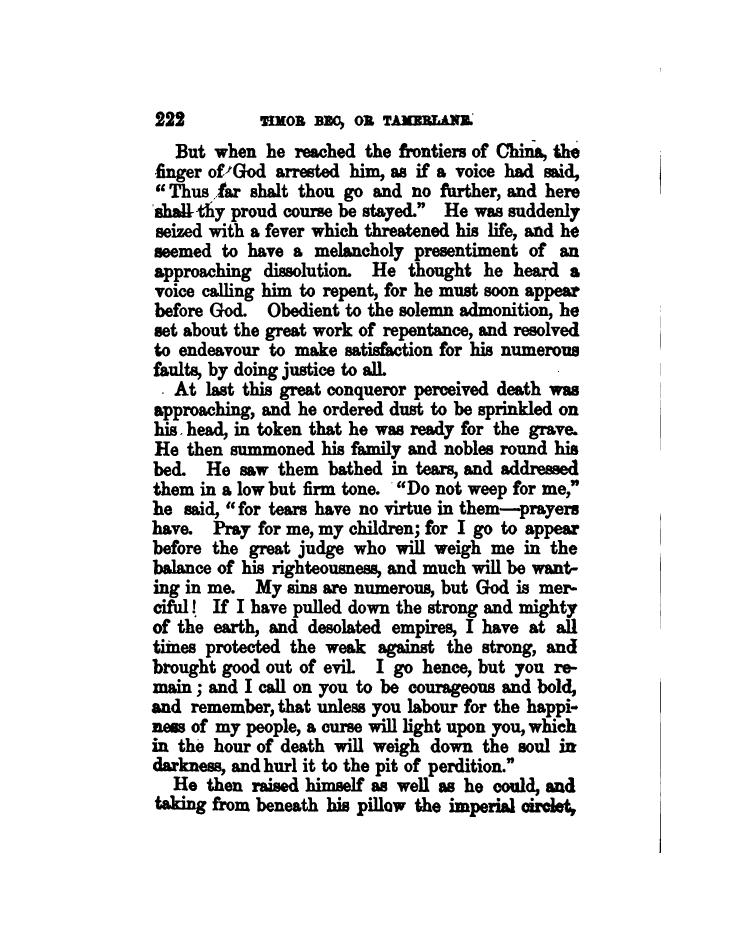 222 TIMOR BEC, OR TAMERLANE.
But when he reached the frontiers of China, the
finger of God arrested him, as if a voice had said,
“Thus far shalt thou go and no further, and here
shall thy proud course be stayed.” He was suddenly
seized with a fever which threatened his life, and he
seemed to have a melancholy presentiment of an
approaching dissolution. He thought he heard a
voice calling him to repent, for he must soon appear
before God. Obedient to the solemn admonition, he
set about the great work of repentance, and resolved
to endeavour to make satisfaction for his numerous
faults, by doing justice to all.
At last this great conqueror perceived death was
approaching, and he ordered dust to be sprinkled on
his head, in token that he was ready for the grave.
He then summoned his family and nobles round his
bed. He saw them bathed in tears, and addressed
them in a low but firm tone. “Do not weep for me,”
he said, “for tears have no virtue in them—prayers
have. Pray for me, my children; for I go to appear
before the great judge who will weigh me in the
balance of his righteousness, and much will be want-
ing in me. My sins are numerous, but God is mer-
ciful! If I have pulled down the strong and mighty
of the earth, and desolated empires, I have at all
times protected the weak against the strong, and
brought good out of evil. I go hence, but you re-
main; and I call on you to be courageous and bold,
and remember, that unless you labour for the happi-
ness of my people, a curse will light upon you, which
in the hour of death will weigh down the soul in
darkness, and hurl it to the pit of perdition.”
He then raised himself as well as he could, and
taking from beneath his pillow the imperial circlet,